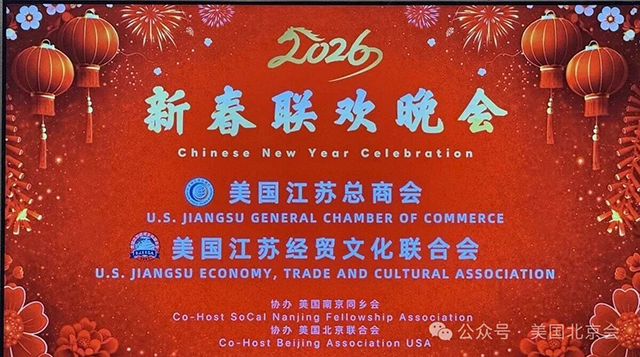 2026
新春联欢晚会
Chinese New Year Celebration
美国江苏总商会
U.S. JIANGSU GENERAL CHAMBER OF COMMERCE
美国江苏经贸文化联合会
U.S. JIANGSU ECONOMY, TRADE AND CULTURAL ASSOCIATION
协办 美国南京同乡会
Co-Host SoCal Nanjing Fellowship Association
协办 美国北京联合会
Co-Host Beijing Association USA
公众号 · 美国北京会